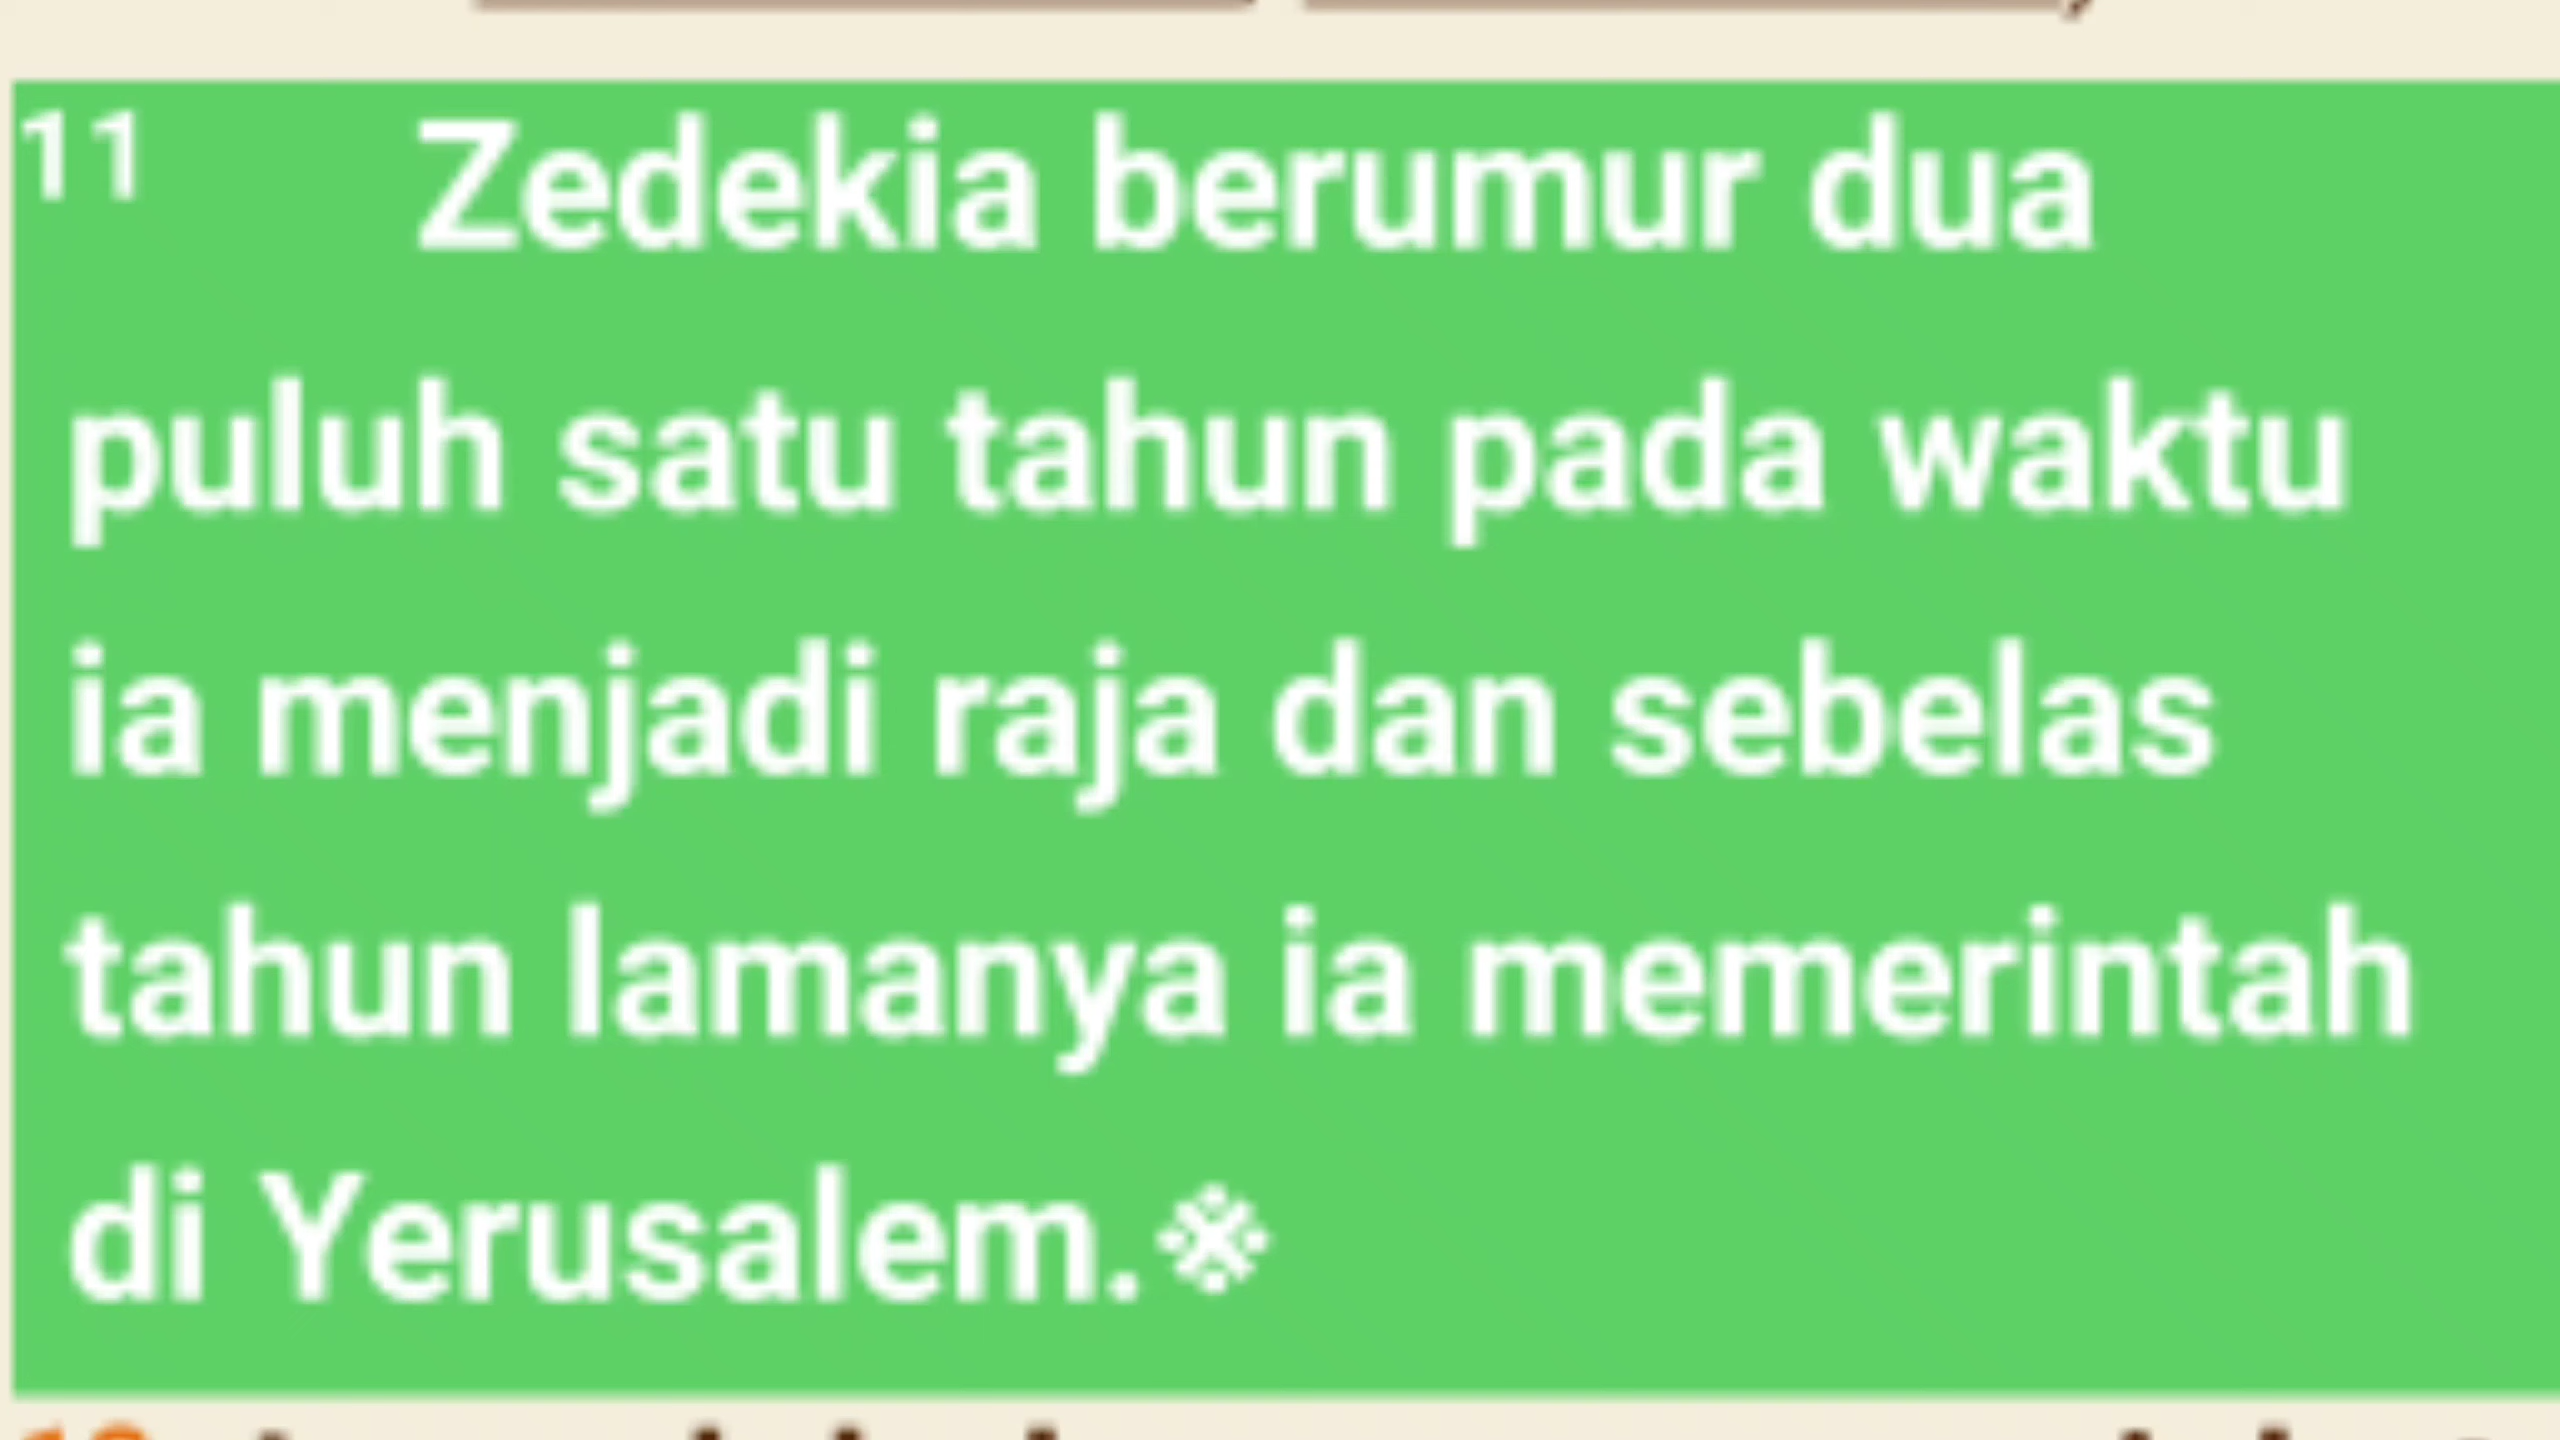 11 Zedekia berumur dua
puluh satu tahun pada waktu
ia menjadi raja dan sebelas
tahun lamanya ia memerintah
di Yerusalem.※